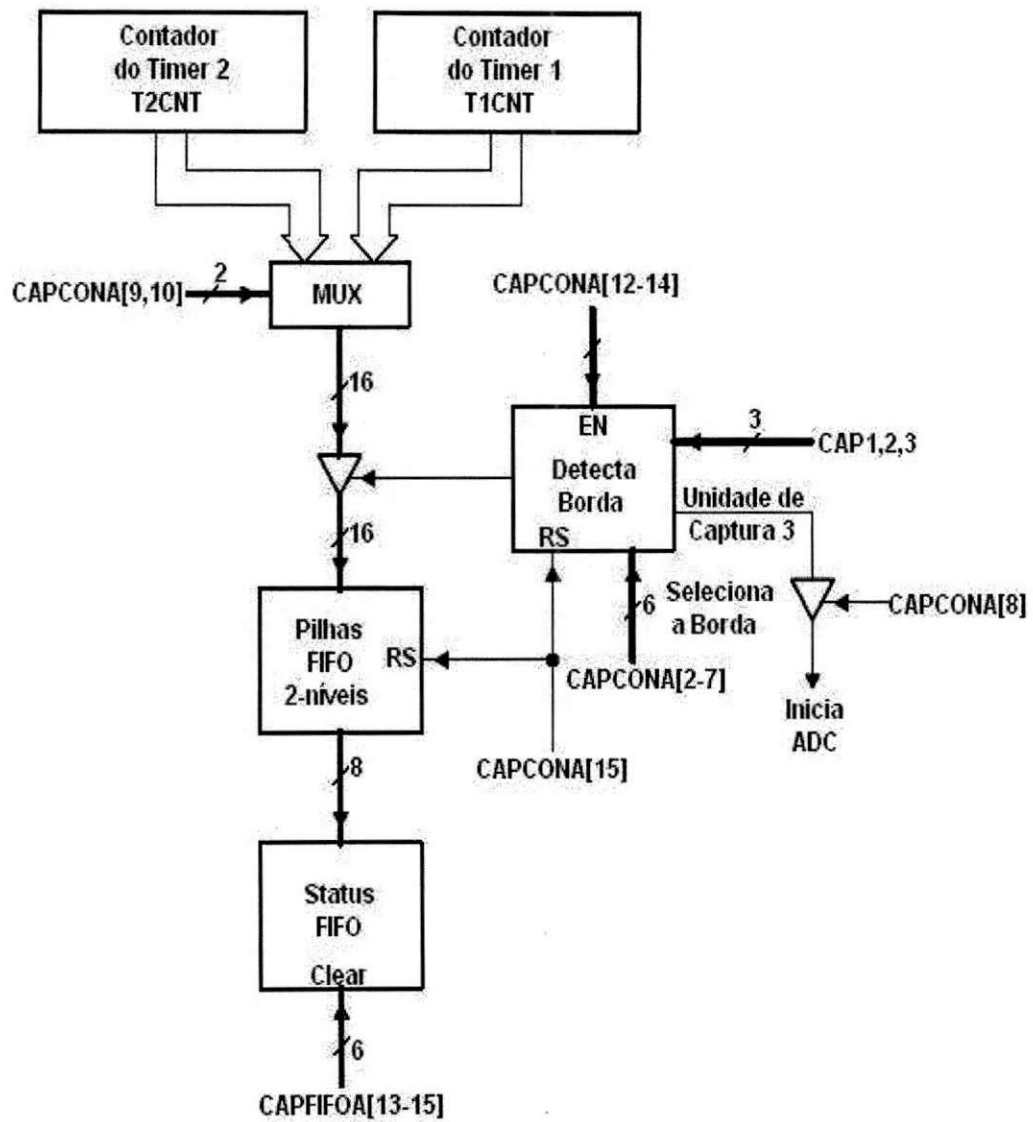 Contador
do Timer 2
T2CNT
Contador
do Timer 1
T1CNT
CAPCONA[9,10]
2
MUX
CAPCONA[12-14]
16
EN
3
CAP1,2,3
Detecta
Borda
Unidade de
Captura 3
RS
16
CAPCONA[8]
6
Seleciona
a Borda
Pilhas
FIFO
2-níveis
RS
CAPCONA[2-7]
Inicia
ADC
CAPCONA[15]
8
Status
FIFO
Clear
6
CAPFIFOA[13-15]